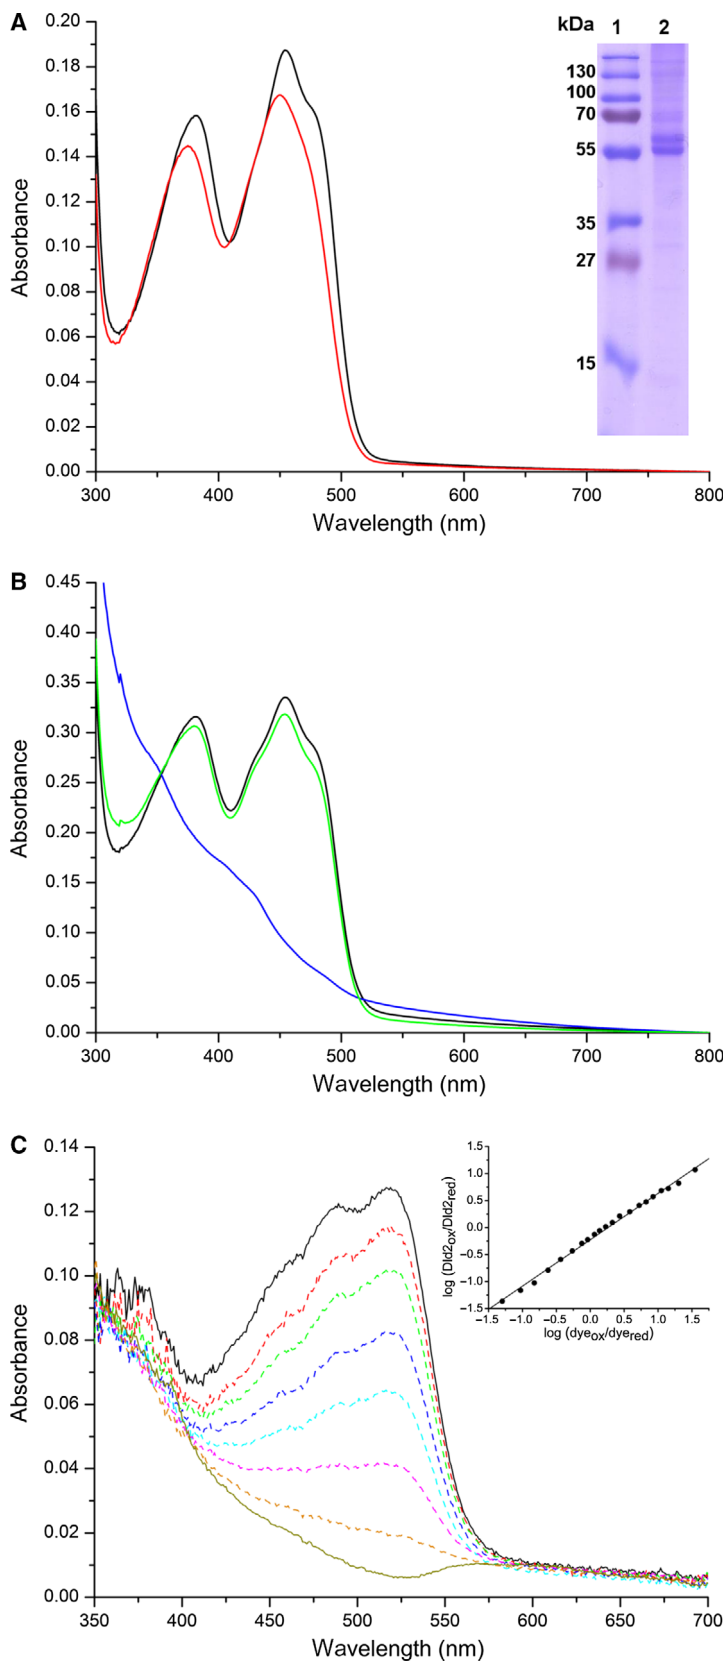 A
kDa 1 2
130
100
70
55
35
27
15
0.20
0.18
0.16
0.14
0.12
0.10
0.08
0.06
0.04
0.02
0.00
Absorbance
300 400 500 600 700 800
Wavelength (nm)
B
0.45
0.40
0.35
0.30
0.25
0.20
0.15
0.10
0.05
0.00
Absorbance
300 400 500 600 700 800
Wavelength (nm)
C
0.14
0.12
0.10
0.08
0.06
0.04
0.02
0.00
Absorbance
350 400 450 500 550 600 650 700
Wavelength (nm)
1.5
1.0
0.5
0.0
−0.5
−1.0
−1.5
log (Dld2ox/Dld2red)
−1.5 −1.0 −0.5 0.0 0.5 1.0 1.5
log (dyeox/dyered)